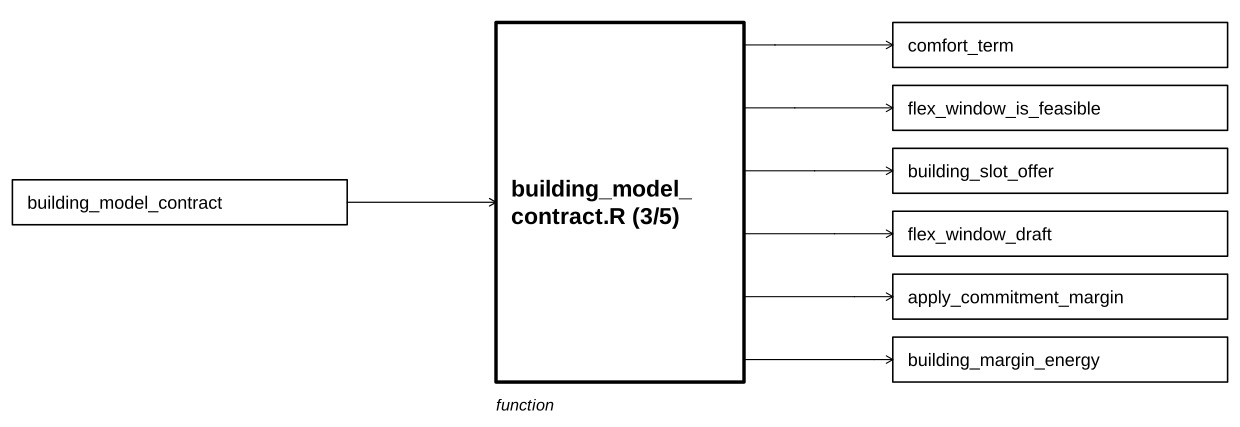 building_model_contract
building_model_
contract.R (3/5)
function
comfort_term
flex_window_is_feasible
building_slot_offer
flex_window_draft
apply_commitment_margin
building_margin_energy